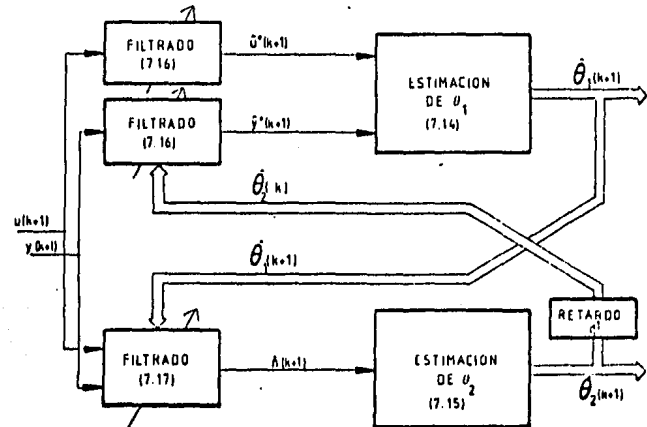 FILTRADO
(7.16)
û*(k+1)
ESTIMACION
DE θ₁
(7.14)
θ̂₁(k+1)
FILTRADO
(7.16)
ŷ*(k+1)
θ̂₂(k)
u(k+1)
y(k+1)
θ̂₁(k+1)
RETARDO
FILTRADO
(7.17)
ESTIMACION
DE θ₂
(7.15)
θ̂₂(k+1)